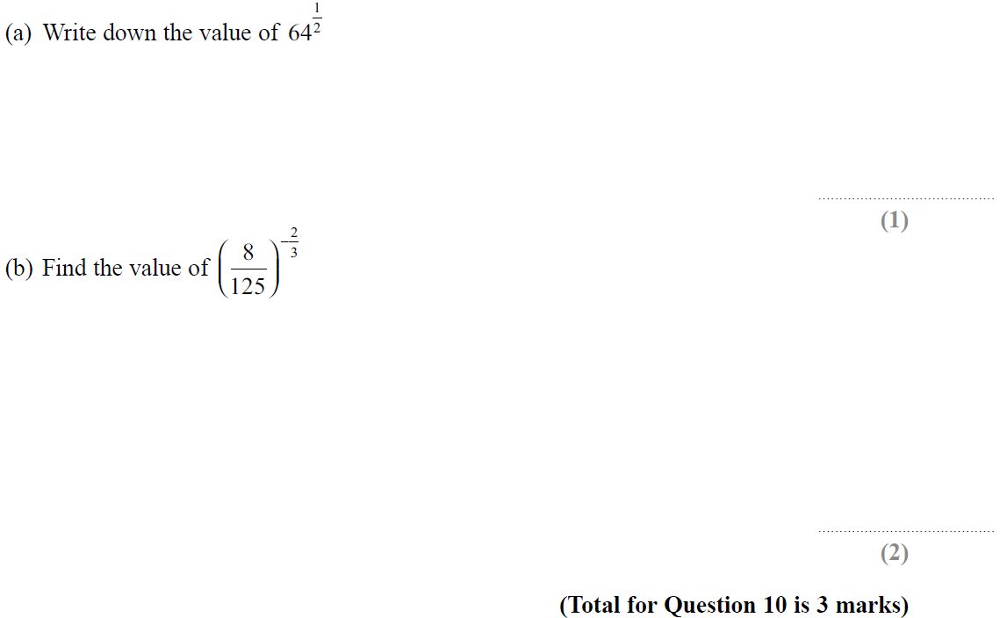 (a) Write down the value of $64^{\frac{1}{2}}$
(1)
(b) Find the value of $\left(\frac{8}{125}\right)^{-\frac{2}{3}}$
(2)
(Total for Question 10 is 3 marks)